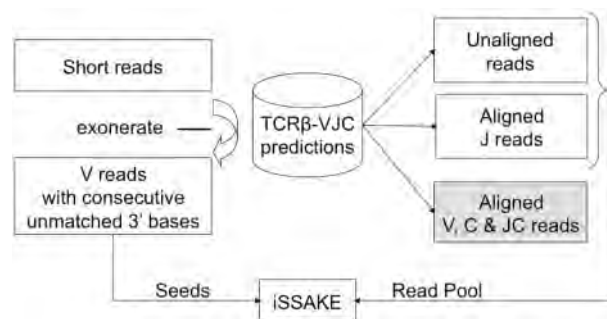 Short reads
exonerate
V reads
with consecutive
unmatched 3' bases
TCRβ-VJC
predictions
Unaligned
reads
Aligned
J reads
Aligned
V, C & JC reads
Seeds
iSSAKE
Read Pool